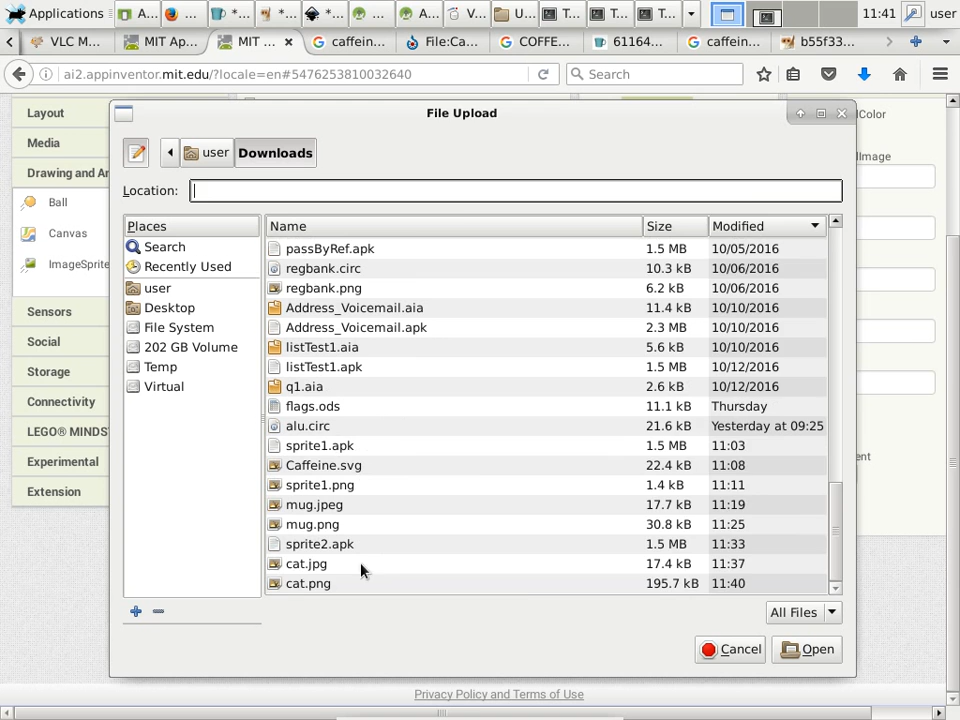 Applications A... *... *... *... ... A... V... U... T... T... T... 11:41 user
VLC M... MIT Ap... MIT ... caffein... File:Ca... COFFE... 61164... caffein... b55f33...
ai2.appinventor.mit.edu/?locale=en#5476253810032640 Search
Layout
Media
Drawing and An
Ball
Canvas
ImageSprite
Sensors
Social
Storage
Connectivity
LEGO® MINDS
Experimental
Extension
File Upload
user Downloads
Location:
Places
Search
Recently Used
user
Desktop
File System
202 GB Volume
Temp
Virtual
Name Size Modified
passByRef.apk 1.5 MB 10/05/2016
regbank.circ 10.3 kB 10/06/2016
regbank.png 6.2 kB 10/06/2016
Address_Voicemail.aia 11.4 kB 10/10/2016
Address_Voicemail.apk 2.3 MB 10/10/2016
listTest1.aia 5.6 kB 10/10/2016
listTest1.apk 1.5 MB 10/12/2016
q1.aia 2.6 kB 10/12/2016
flags.ods 11.1 kB Thursday
alu.circ 21.6 kB Yesterday at 09:25
sprite1.apk 1.5 MB 11:03
Caffeine.svg 22.4 kB 11:08
sprite1.png 1.4 kB 11:11
mug.jpeg 17.7 kB 11:19
mug.png 30.8 kB 11:25
sprite2.apk 1.5 MB 11:33
cat.jpg 17.4 kB 11:37
cat.png 195.7 kB 11:40
All Files
Cancel Open
dColor
dImage
ent
Privacy Policy and Terms of Use